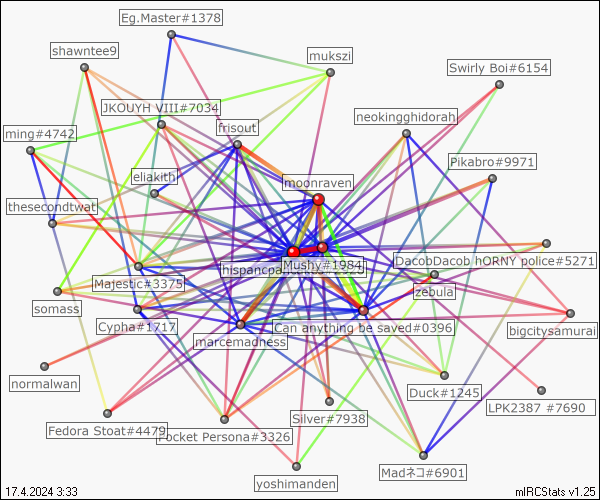 Eg.Master#1378
shawntee9
mukszi
Swirly Boi#6154
JKOUYH VIII#7034
neokingghidorah
ming#4742
frisout
Pikabro#9971
eliakith
moonraven
thesecondtwat
DacobDacob
hORNY police#5271
Mushy#1984
Majestic#3375
zebula
somass
Cypha#1717
Can anything be saved#0396
bigcitysamurai
marcemadness
normalwan
Duck#1245
LPK2387 #7690
Silver#7938
Fedora Stoat#4479
Pocket Persona#3326
Madネコ#6901
yoshimanden
17.4.2024 3:33
mIRCStats v1.25